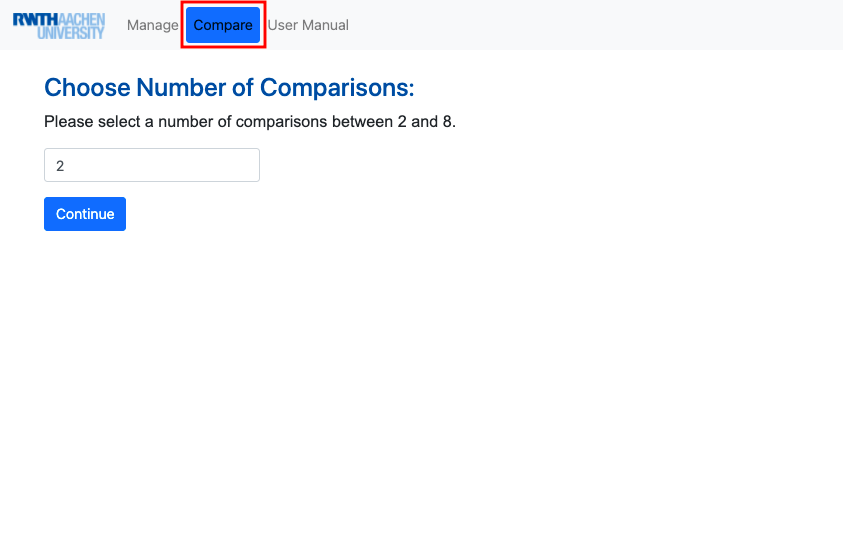 RWTHAACHEN
UNIVERSITY
Manage Compare User Manual
Choose Number of Comparisons:
Please select a number of comparisons between 2 and 8.
2
Continue